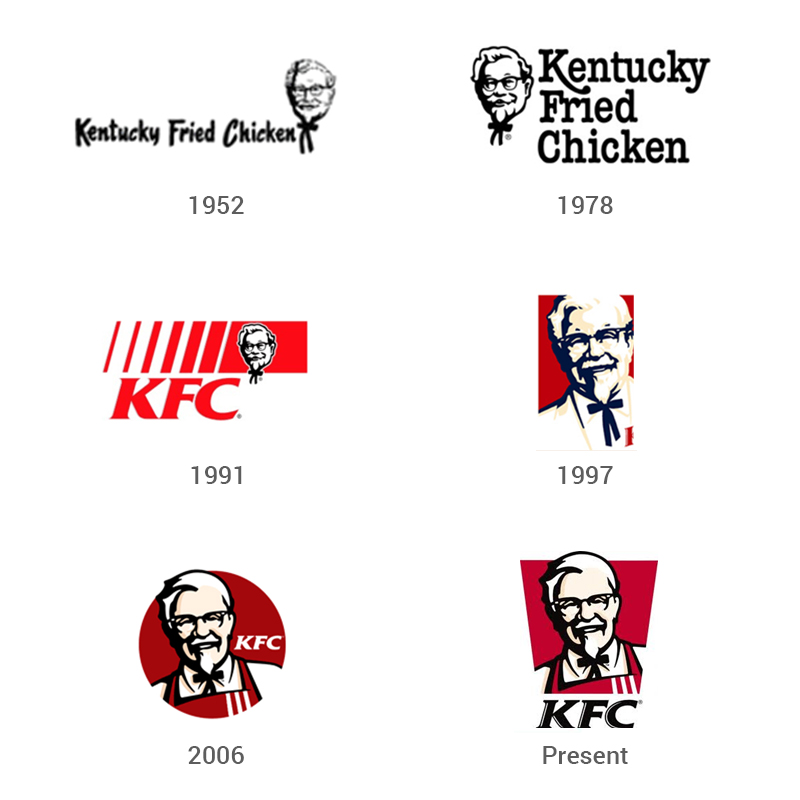 Kentucky Fried Chicken
1952
Kentucky
Fried
Chicken
®
1978
KFC®
1991
1997
KFC
2006
KFC®
Present